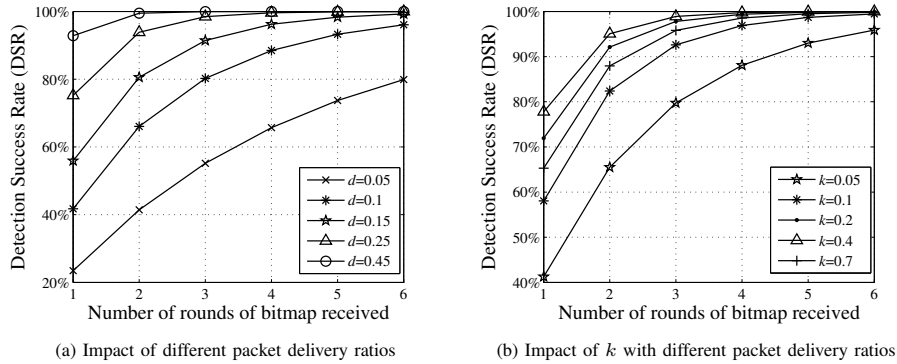 Detection Success Rate (DSR)
100%
80%
60%
40%
20%
1 2 3 4 5 6
Number of rounds of bitmap received
d=0.05
d=0.1
d=0.15
d=0.25
d=0.45
(a) Impact of different packet delivery ratios
Detection Success Rate (DSR)
100%
90%
80%
70%
60%
50%
40%
1 2 3 4 5 6
Number of rounds of bitmap received
k=0.05
k=0.1
k=0.2
k=0.4
k=0.7
(b) Impact of k with different packet delivery ratios